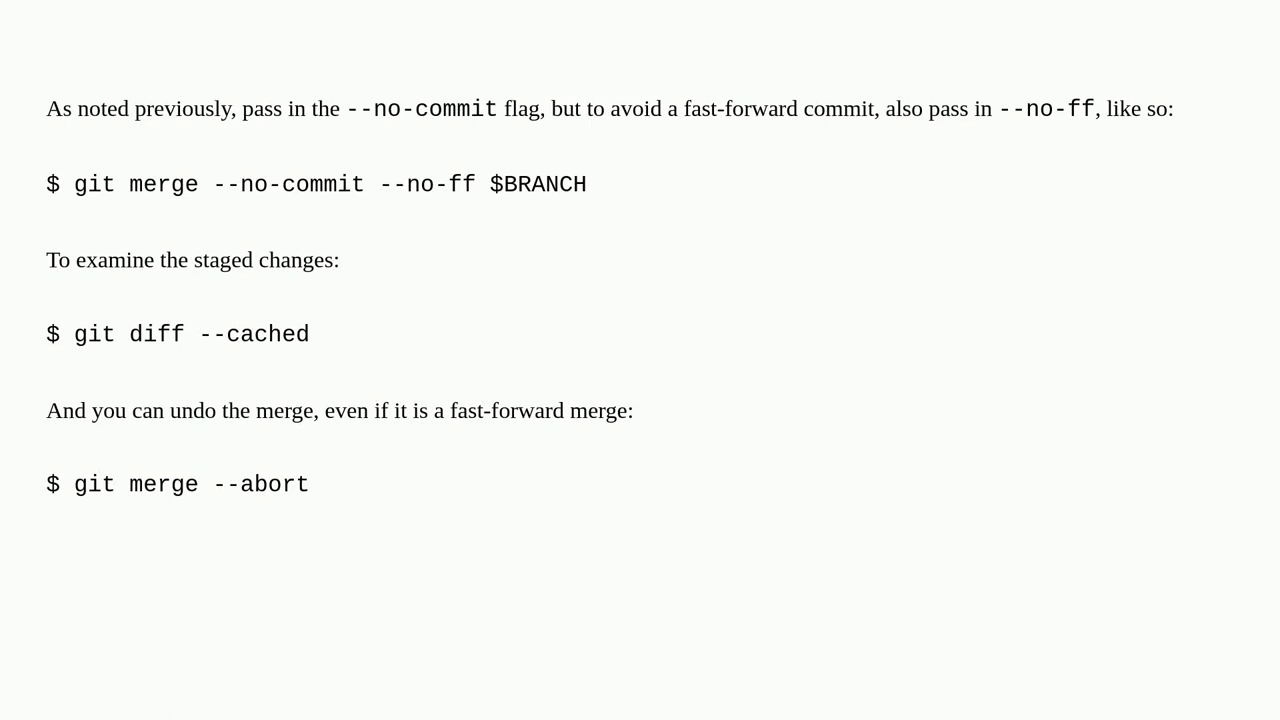 As noted previously, pass in the --no-commit flag, but to avoid a fast-forward commit, also pass in --no-ff, like so:
$ git merge --no-commit --no-ff $BRANCH
To examine the staged changes:
$ git diff --cached
And you can undo the merge, even if it is a fast-forward merge:
$ git merge --abort